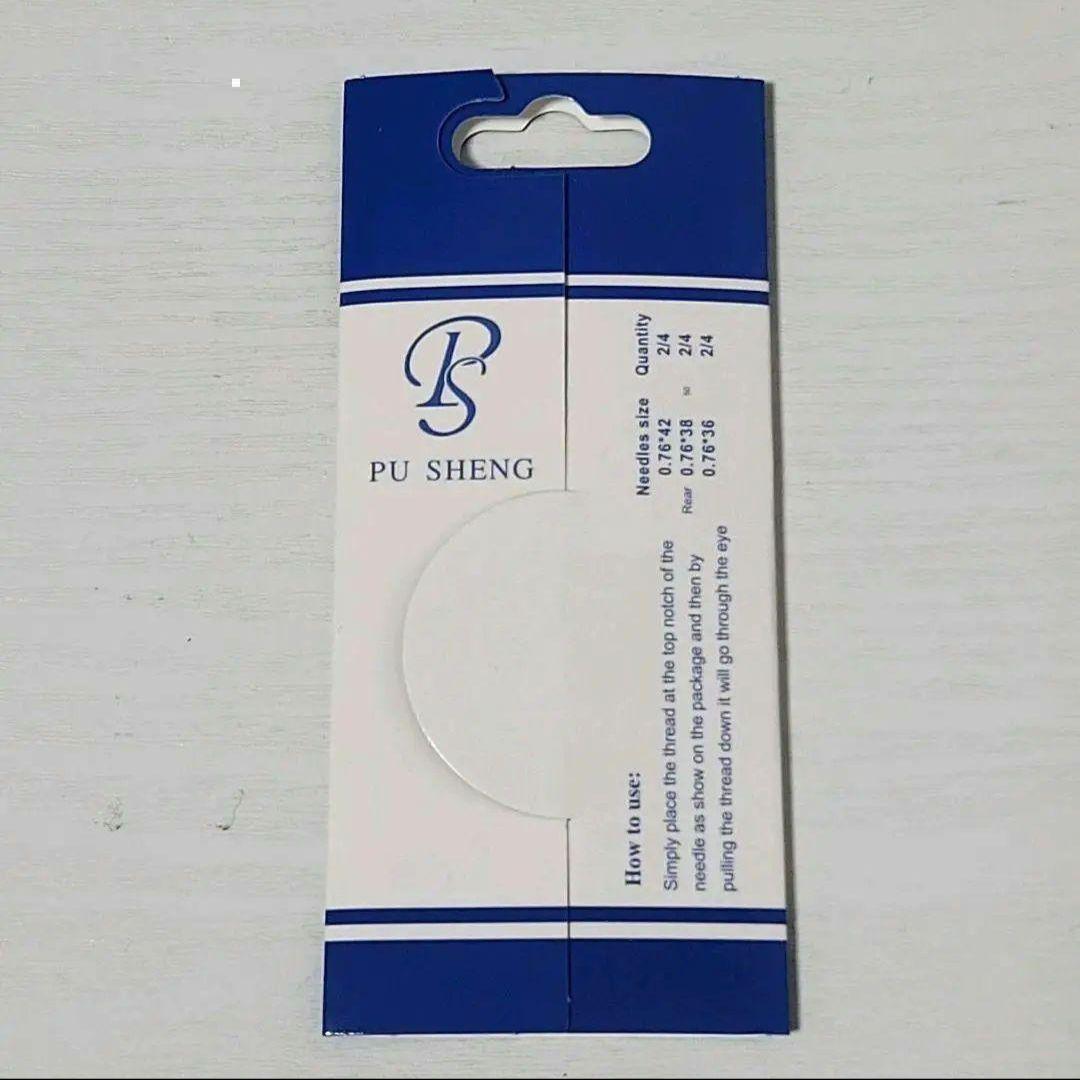 PS
PU SHENG
Needles size Quantity
0.76*42 2/4
Rear 0.76*38 50 2/4
0.76*36 2/4
How to use:
Simply place the thread at the top notch of the
needle as show on the package and then by
pulling the thread down it will go through the eye